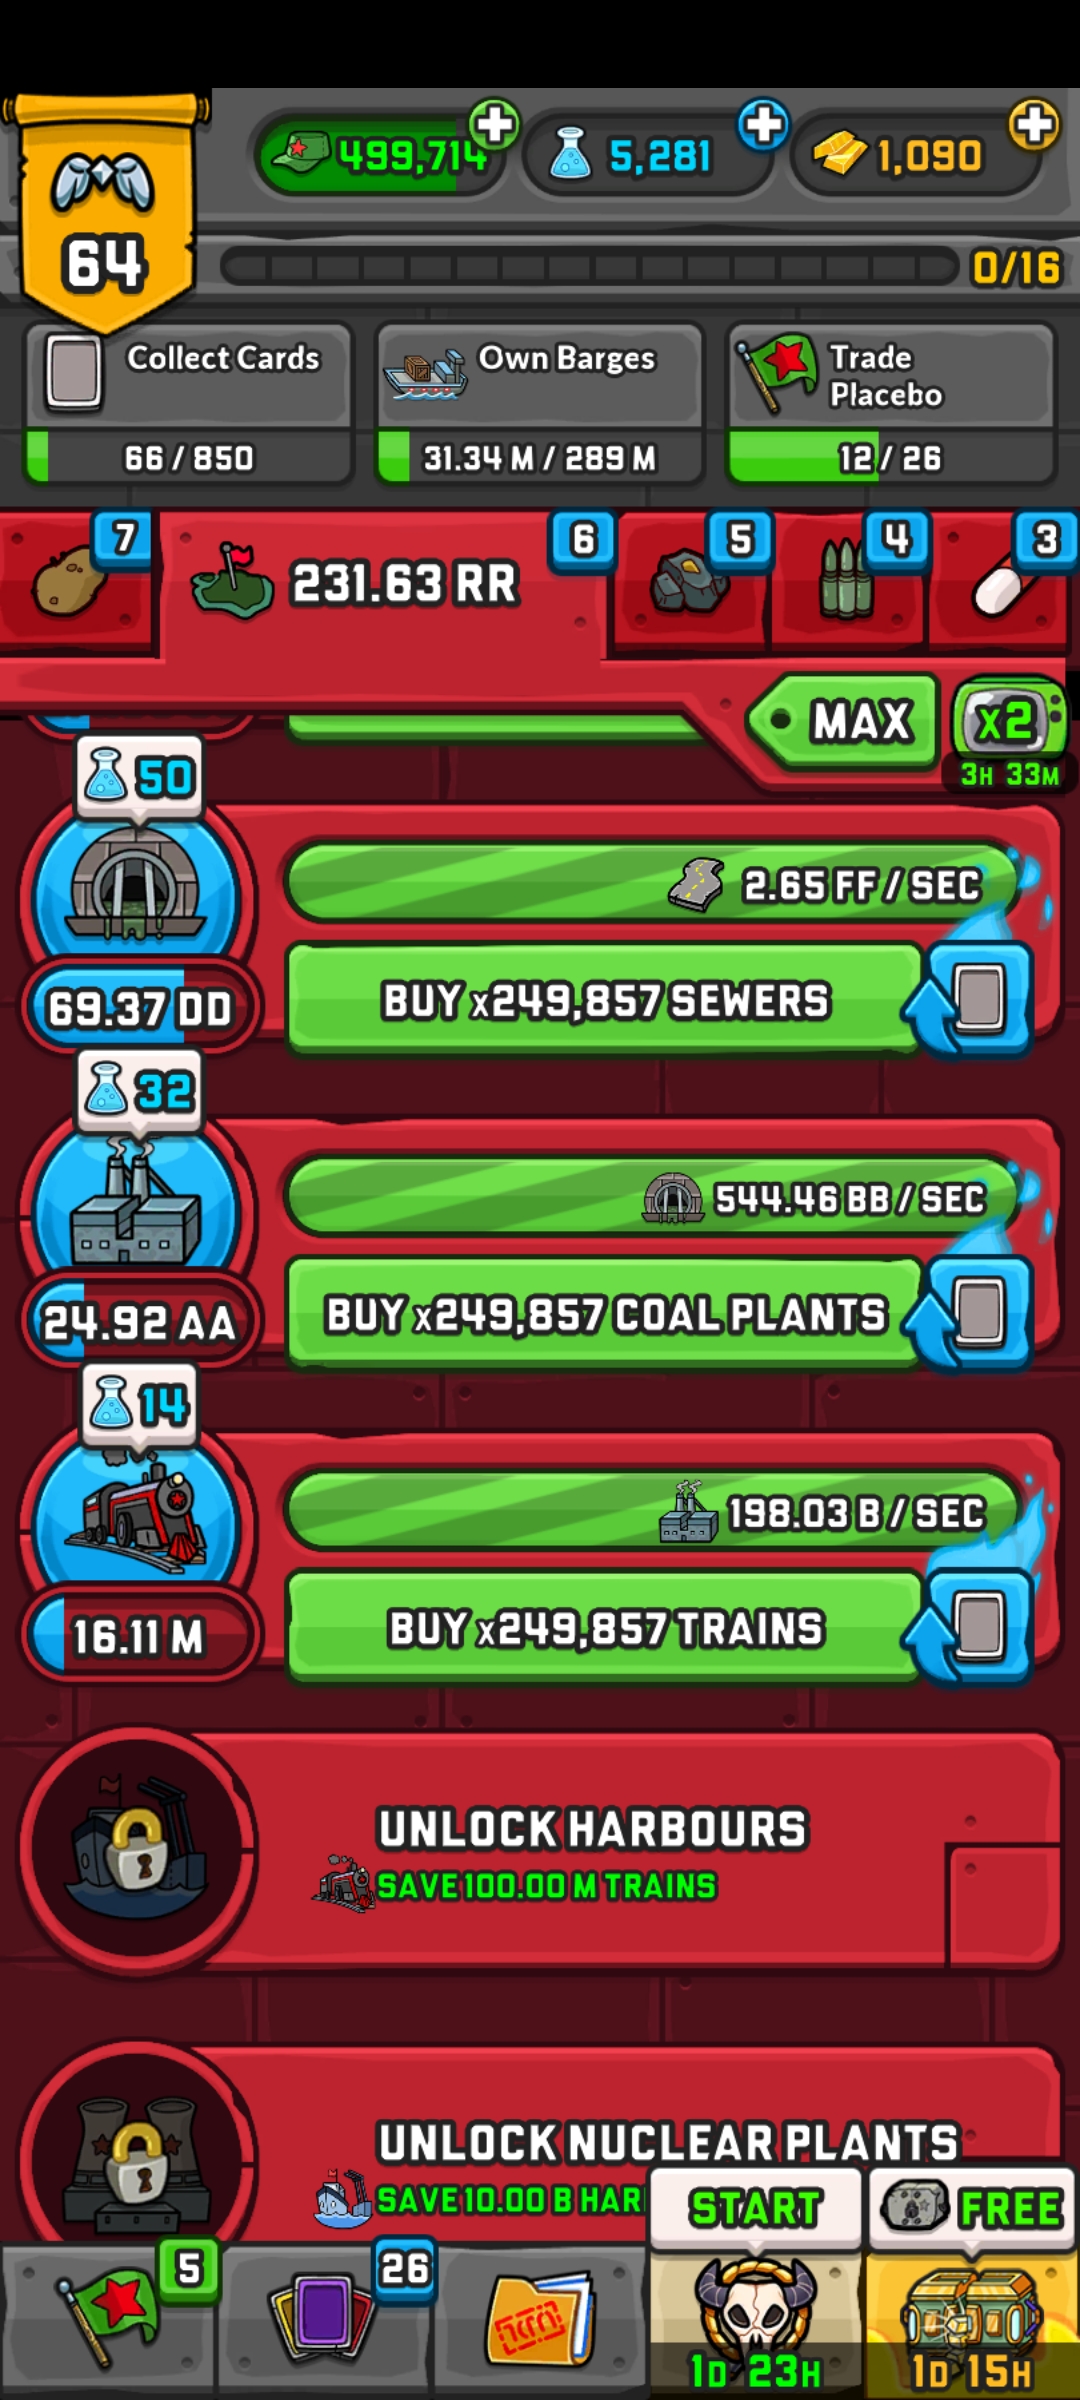 64
499,714
5,281
1,090
0/16
Collect Cards
66 / 850
Own Barges
31.34 M / 289 M
Trade
Placebo
12 / 26
7
231.63 RR
6
5
4
3
MAX
x2
3H 33M
50
2.65 FF / SEC
69.37 DD
BUY x249,857 SEWERS
32
544.46 BB / SEC
24.92 AA
BUY x249,857 COAL PLANTS
14
198.03 B / SEC
16.11 M
BUY x249,857 TRAINS
UNLOCK HARBOURS
SAVE 100.00 M TRAINS
UNLOCK NUCLEAR PLANTS
SAVE 10.00 B HAR
START
FREE
5
26
1D 23H
1D 15H